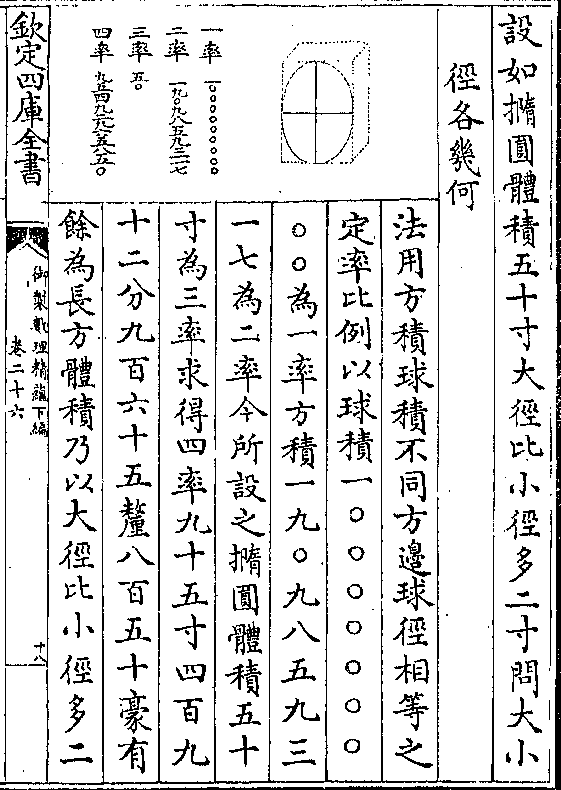 設如橢圓體積五十寸大徑比小徑多二寸問大小
徑各幾何
一率 一〇〇〇〇〇〇〇〇
二率 一九〇九八五九三一七
三率 五〇
四率 九五四九二九六五八五〇
法用方積球積不同方邊球徑相等之
定率比例以球積一〇〇〇〇〇〇
〇〇為一率方積一九〇九八五九三
一七為二率今所設之橢圓體積五十
寸為三率求得四率九十五寸四百九
十二分九百六十五釐八百五十豪有
餘為長方體積乃以大徑比小徑多二
欽定四庫全書
御製數理精蘊下編
卷二十六
十八